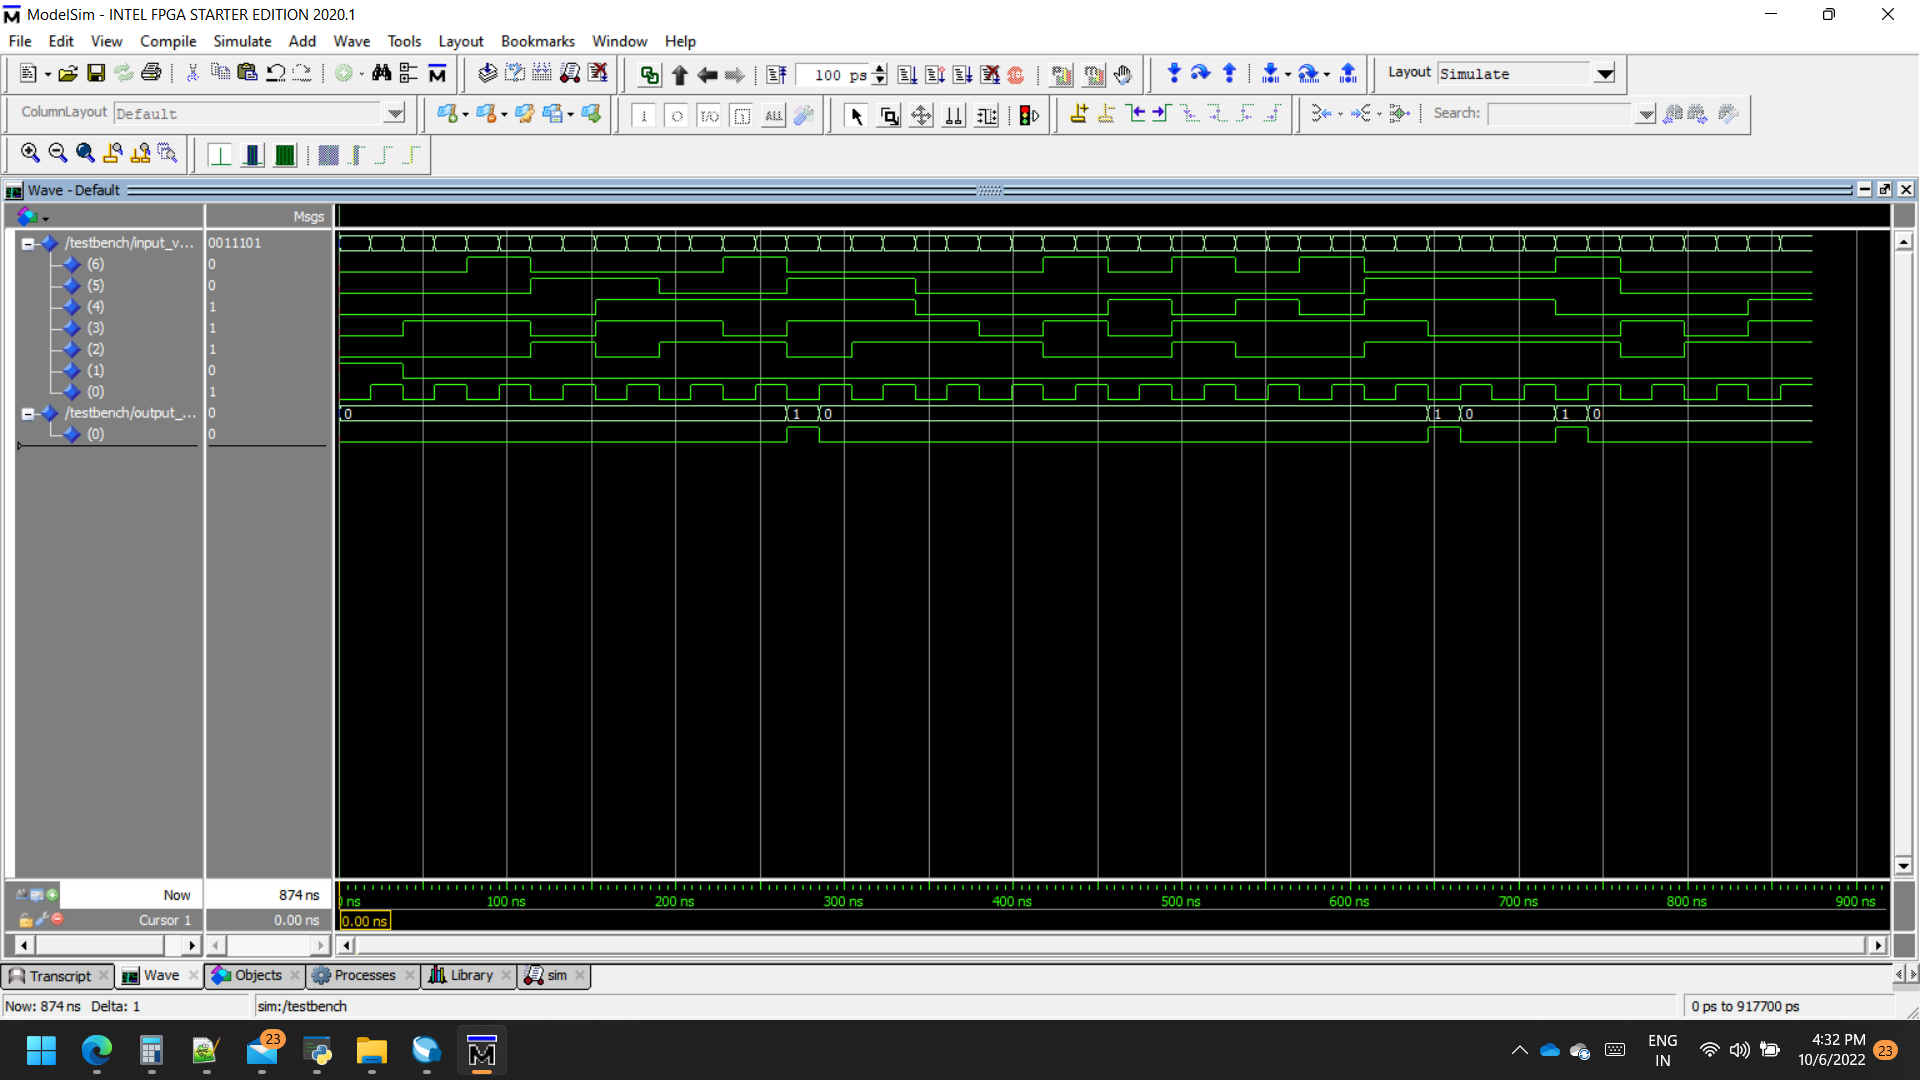 ModelSim - INTEL FPGA STARTER EDITION 2020.1
File Edit View Compile Simulate Add Wave Tools Layout Bookmarks Window Help
100 ps
Layout Simulate
ColumnLayout Default
Search:
Wave - Default
Msgs
/testbench/input_v... 0011101
(6) 0
(5) 0
(4) 1
(3) 1
(2) 1
(1) 0
(0) 1
/testbench/output_... 0 0 1 0 1 0 1 0
(0) 0
Now 874 ns
ns 100 ns 200 ns 300 ns 400 ns 500 ns 600 ns 700 ns 800 ns 900 ns
Cursor 1 0.00 ns 0.00 ns
Transcript Wave Objects Processes Library sim
Now: 874 ns Delta: 1 sim:/testbench 0 ps to 917700 ps
23
ENG
IN
4:32 PM
10/6/2022
23